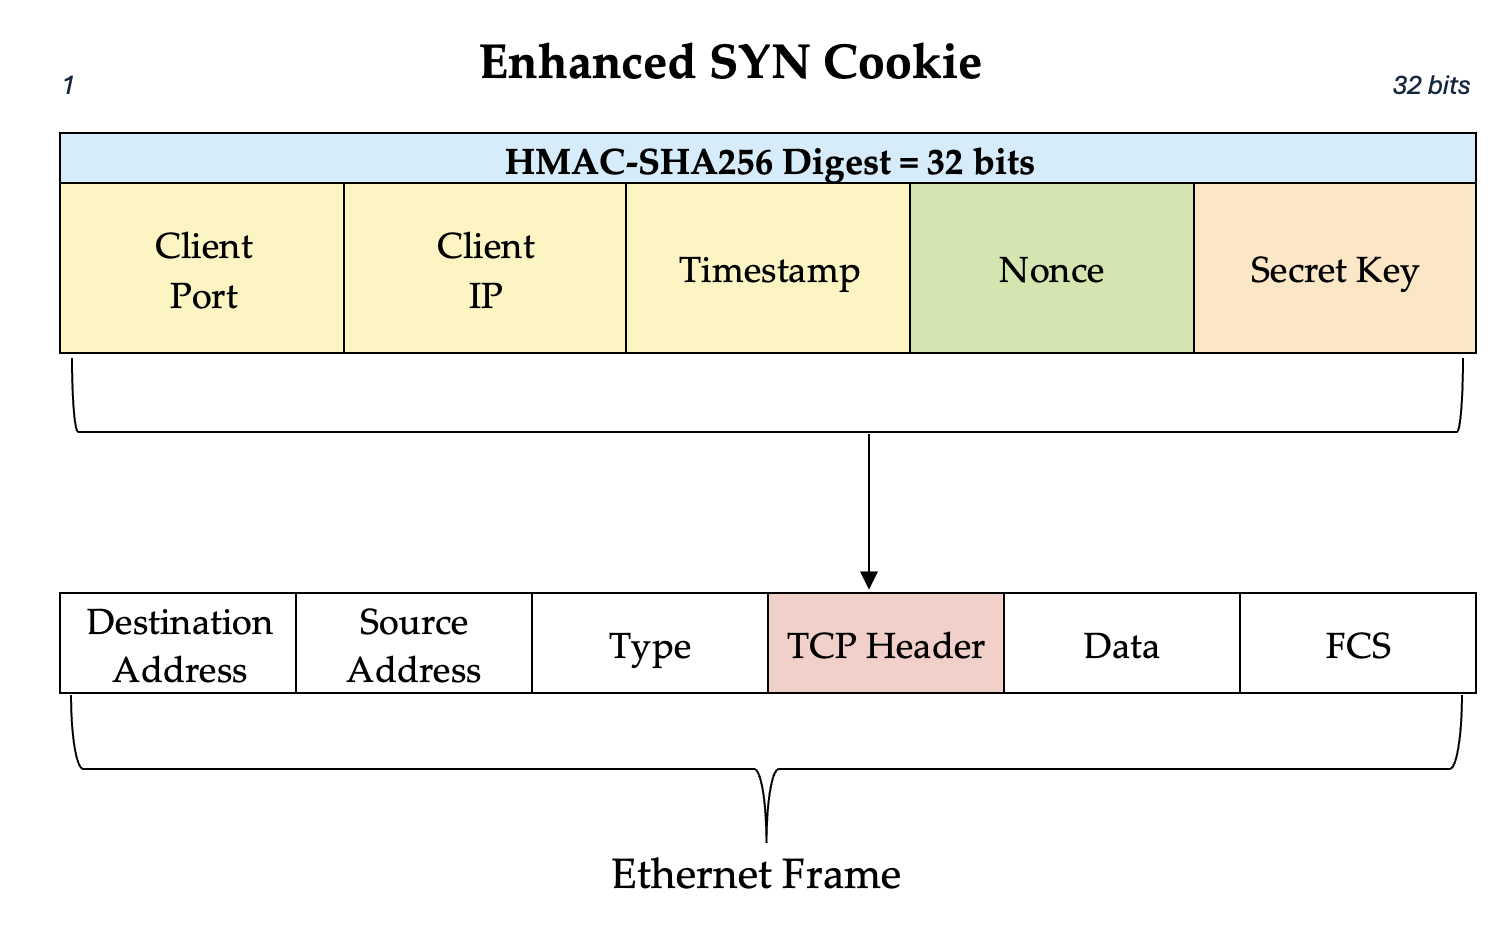 Enhanced SYN Cookie
1
32 bits
HMAC-SHA256 Digest = 32 bits
Client
Port
Client
IP
Timestamp
Nonce
Secret Key
Destination
Address
Source
Address
Type
TCP Header
Data
FCS
Ethernet Frame